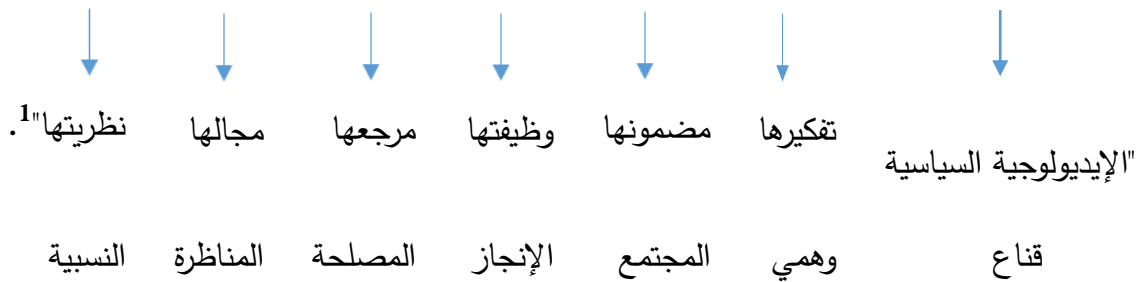 "الإيديولوجية السياسية تفكيرها مضمونها وظيفتها مرجعها مجالها نظريتها"1.
قناع وهمي المجتمع الإنجاز المصلحة المناظرة النسبية